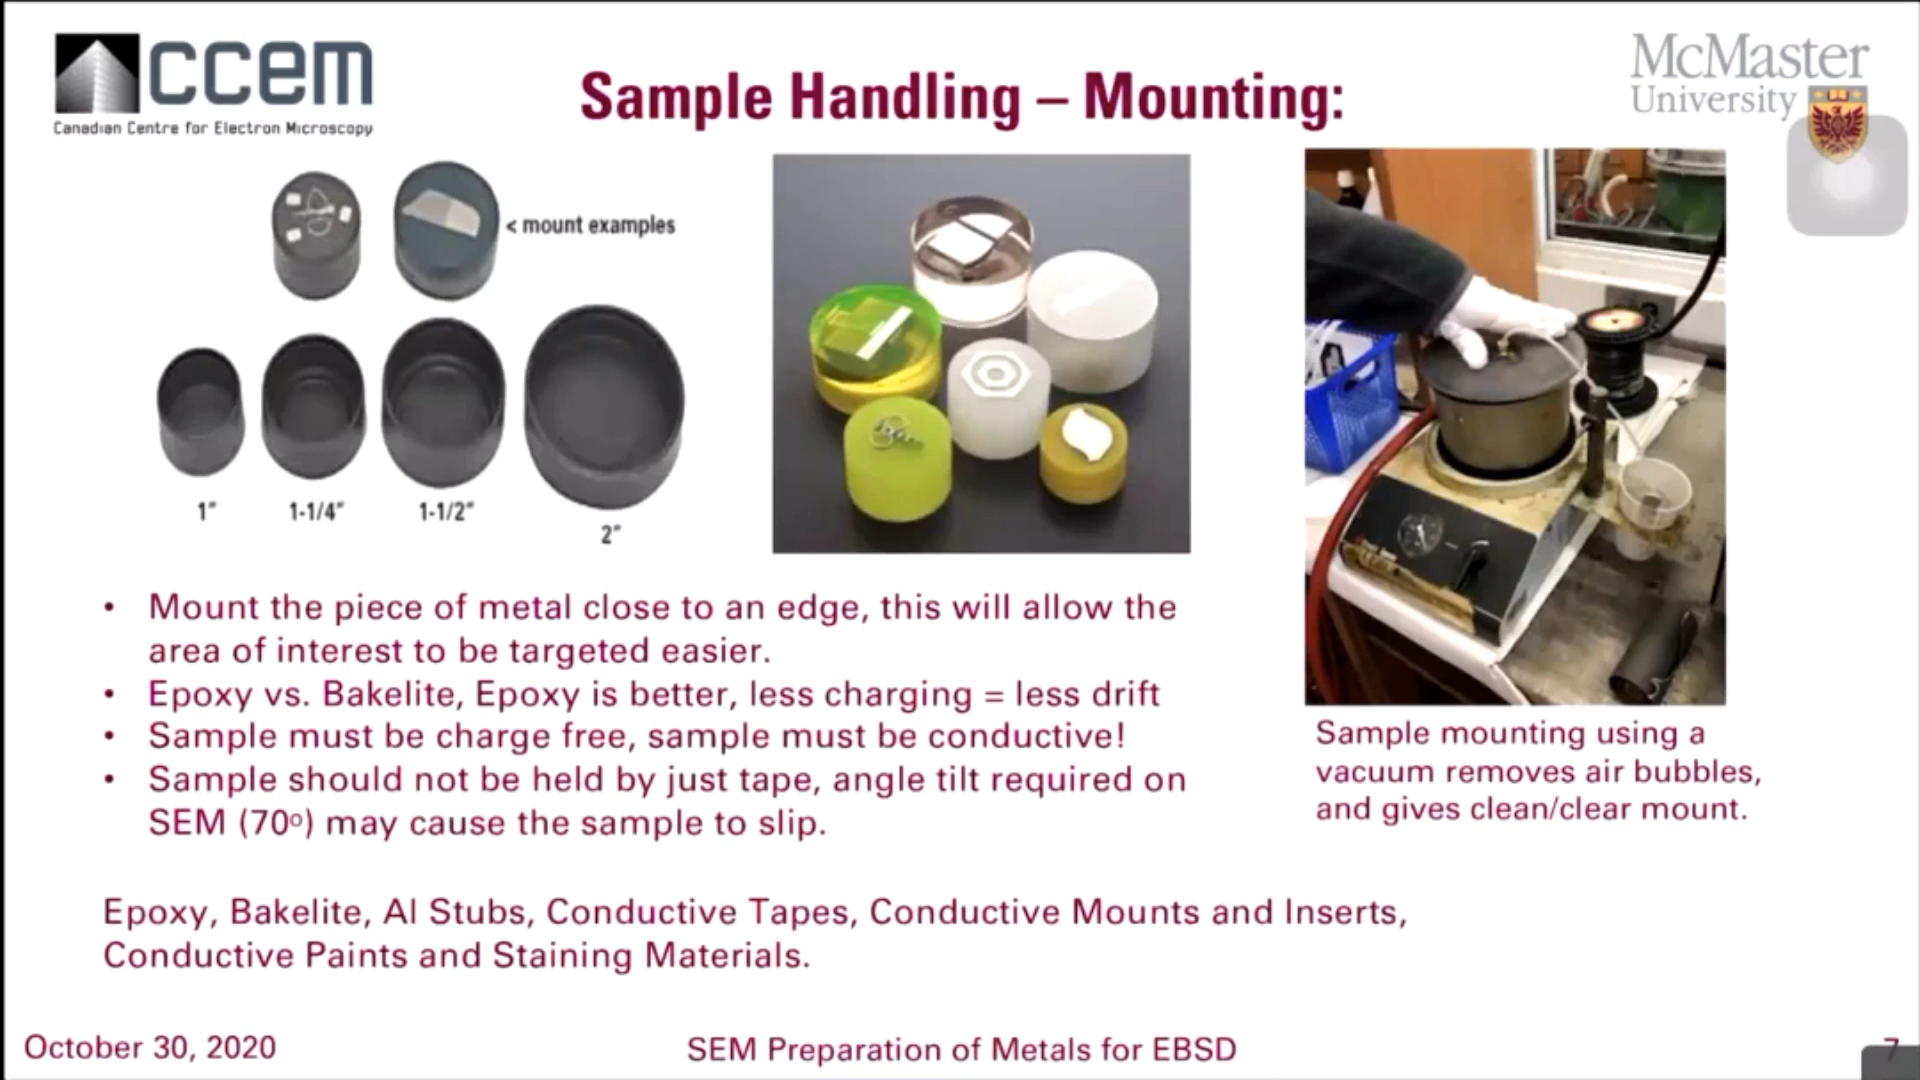 ccem
Canadian Centre for Electron Microscopy
Sample Handling – Mounting:
McMaster
University
< mount examples
1"
1-1/4"
1-1/2"
2"
• Mount the piece of metal close to an edge, this will allow the
area of interest to be targeted easier.
• Epoxy vs. Bakelite, Epoxy is better, less charging = less drift
• Sample must be charge free, sample must be conductive!
• Sample should not be held by just tape, angle tilt required on
SEM (70º) may cause the sample to slip.
Sample mounting using a
vacuum removes air bubbles,
and gives clean/clear mount.
Epoxy, Bakelite, Al Stubs, Conductive Tapes, Conductive Mounts and Inserts,
Conductive Paints and Staining Materials.
October 30, 2020
SEM Preparation of Metals for EBSD
7